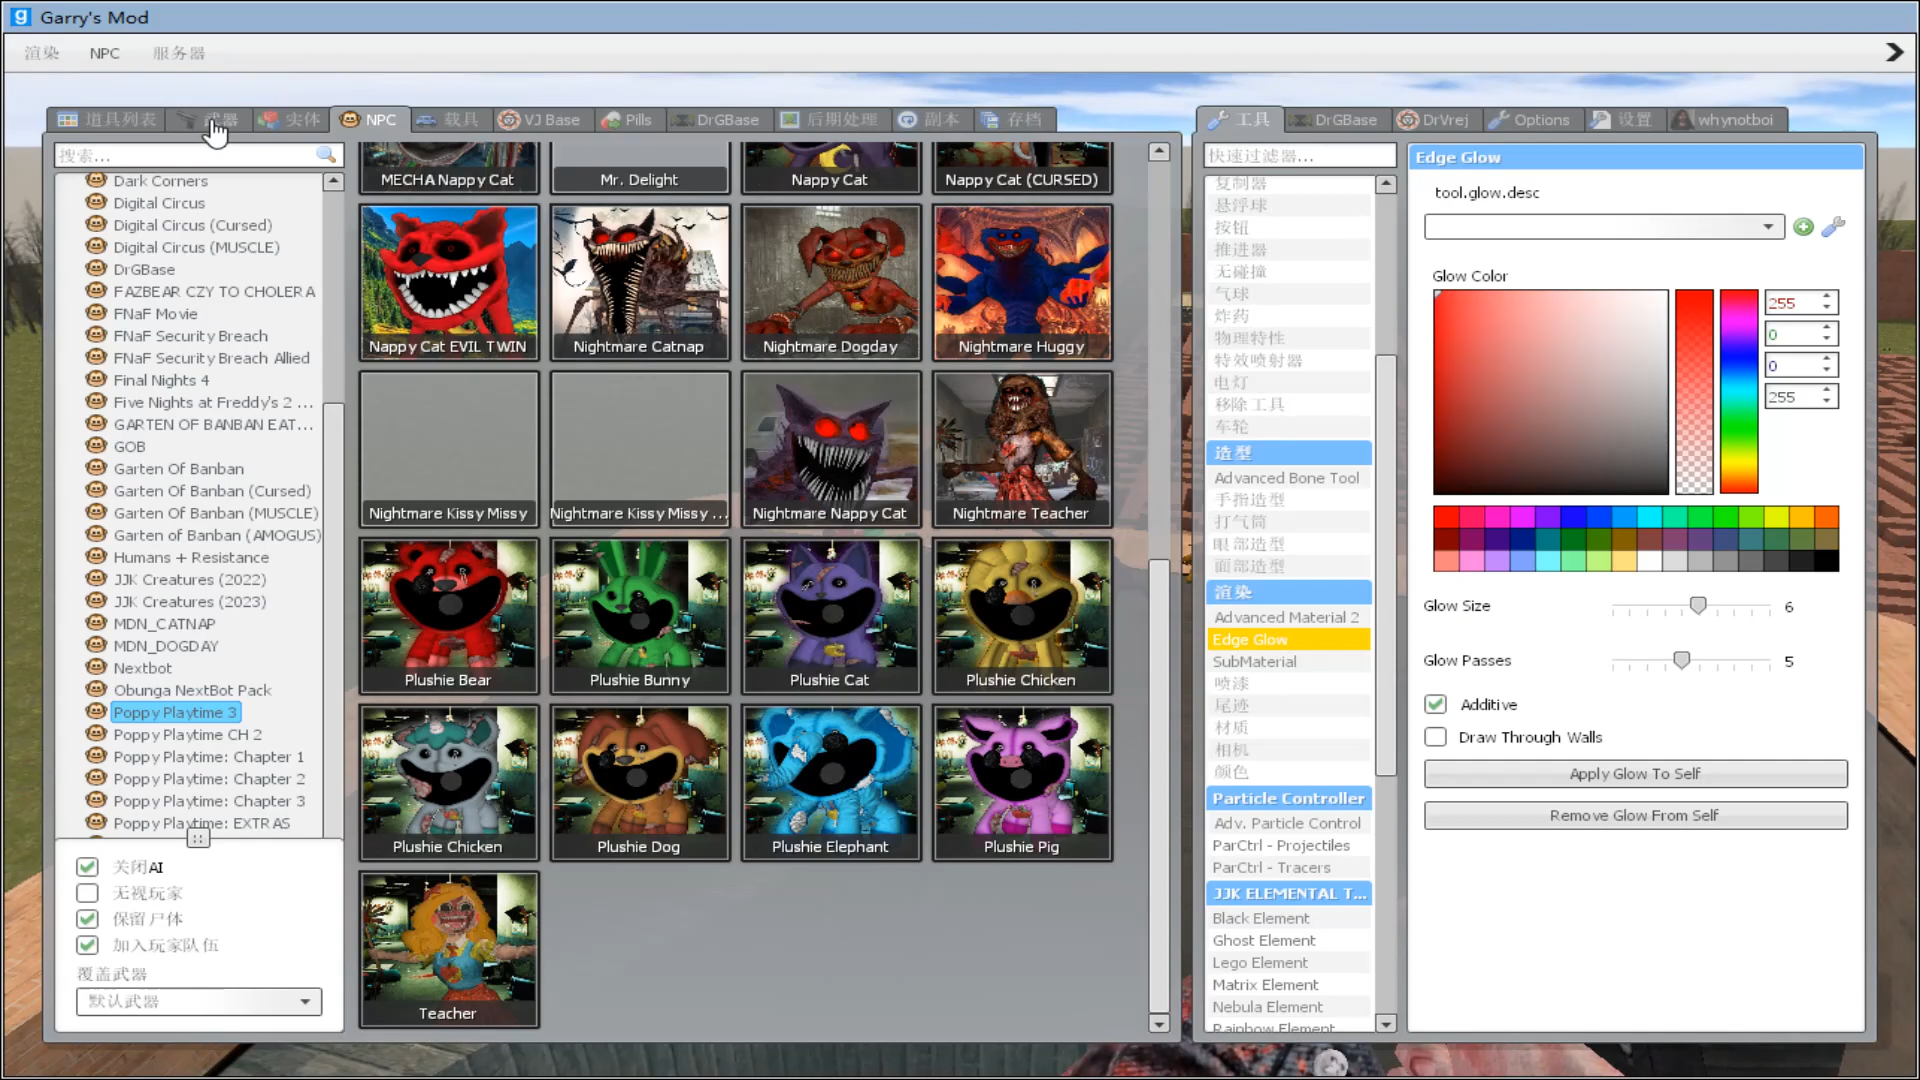 Garry's Mod
渲染 NPC 服务器
道具列表 武器 实体 NPC 载具 VJ Base Pills DrGBase 后期处理 副本 存档
搜索...
Dark Corners
Digital Circus
Digital Circus (Cursed)
Digital Circus (MUSCLE)
DrGBase
FAZBEAR CZY TO CHOLERA
FNaF Movie
FNaF Security Breach
FNaF Security Breach Allied
Final Nights 4
Five Nights at Freddy's 2 ...
GARTEN OF BANBAN EAT...
GOB
Garten Of Banban
Garten Of Banban (Cursed)
Garten Of Banban (MUSCLE)
Garten of Banban (AMOGUS)
Humans + Resistance
JJK Creatures (2022)
JJK Creatures (2023)
MDN_CATNAP
MDN_DOGDAY
Nextbot
Obunga NextBot Pack
Poppy Playtime 3
Poppy Playtime CH 2
Poppy Playtime: Chapter 1
Poppy Playtime: Chapter 2
Poppy Playtime: Chapter 3
Poppy Playtime: EXTRAS
关闭AI
无视玩家
保留尸体
加入玩家队伍
覆盖武器
默认武器
MECHA Nappy Cat
Mr. Delight
Nappy Cat
Nappy Cat (CURSED)
Nappy Cat EVIL TWIN
Nightmare Catnap
Nightmare Dogday
Nightmare Huggy
Nightmare Kissy Missy
Nightmare Kissy Missy ...
Nightmare Nappy Cat
Nightmare Teacher
Plushie Bear
Plushie Bunny
Plushie Cat
Plushie Chicken
Plushie Chicken
Plushie Dog
Plushie Elephant
Plushie Pig
Teacher
工具 DrGBase DrVrej Options 设置 whynotboi
快速过滤器...
复制器
悬浮球
按钮
推进器
无碰撞
气球
炸药
物理特性
特效喷射器
电灯
移除工具
车轮
造型
Advanced Bone Tool
手指造型
打气筒
眼部造型
面部造型
渲染
Advanced Material 2
Edge Glow
SubMaterial
喷漆
尾迹
材质
相机
颜色
Particle Controller
Adv. Particle Control
ParCtrl - Projectiles
ParCtrl - Tracers
JJK ELEMENTAL T...
Black Element
Ghost Element
Lego Element
Matrix Element
Nebula Element
Rainbow Element
Edge Glow
tool.glow.desc
Glow Color
255
0
0
255
Glow Size 6
Glow Passes 5
Additive
Draw Through Walls
Apply Glow To Self
Remove Glow From Self